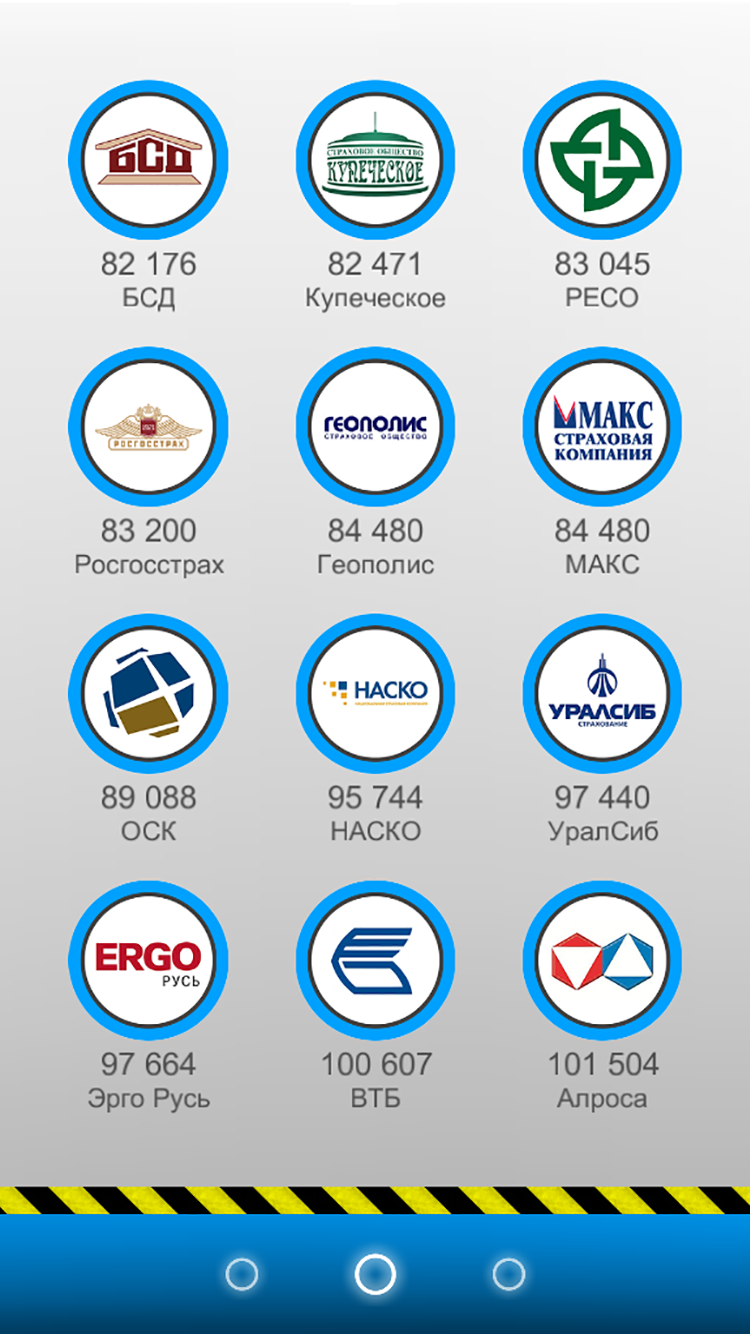 БСД
СТРАХОВОЕ ОБЩЕСТВО
КУПЕЧЕСКОЕ
82 176
82 471
83 045
БСД
Купеческое
РЕСО
РОСГОССТРАХ
ГЕОПОЛИС
СТРАХОВОЕ ОБЩЕСТВО
МАКС
СТРАХОВАЯ
КОМПАНИЯ
83 200
84 480
84 480
Росгосстрах
Геополис
МАКС
НАСКО
УРАЛСИБ
СТРАХОВАНИЕ
89 088
95 744
97 440
ОСК
НАСКО
УралСиб
ERGO
РУСЬ
97 664
100 607
101 504
Эрго Русь
ВТБ
Алроса